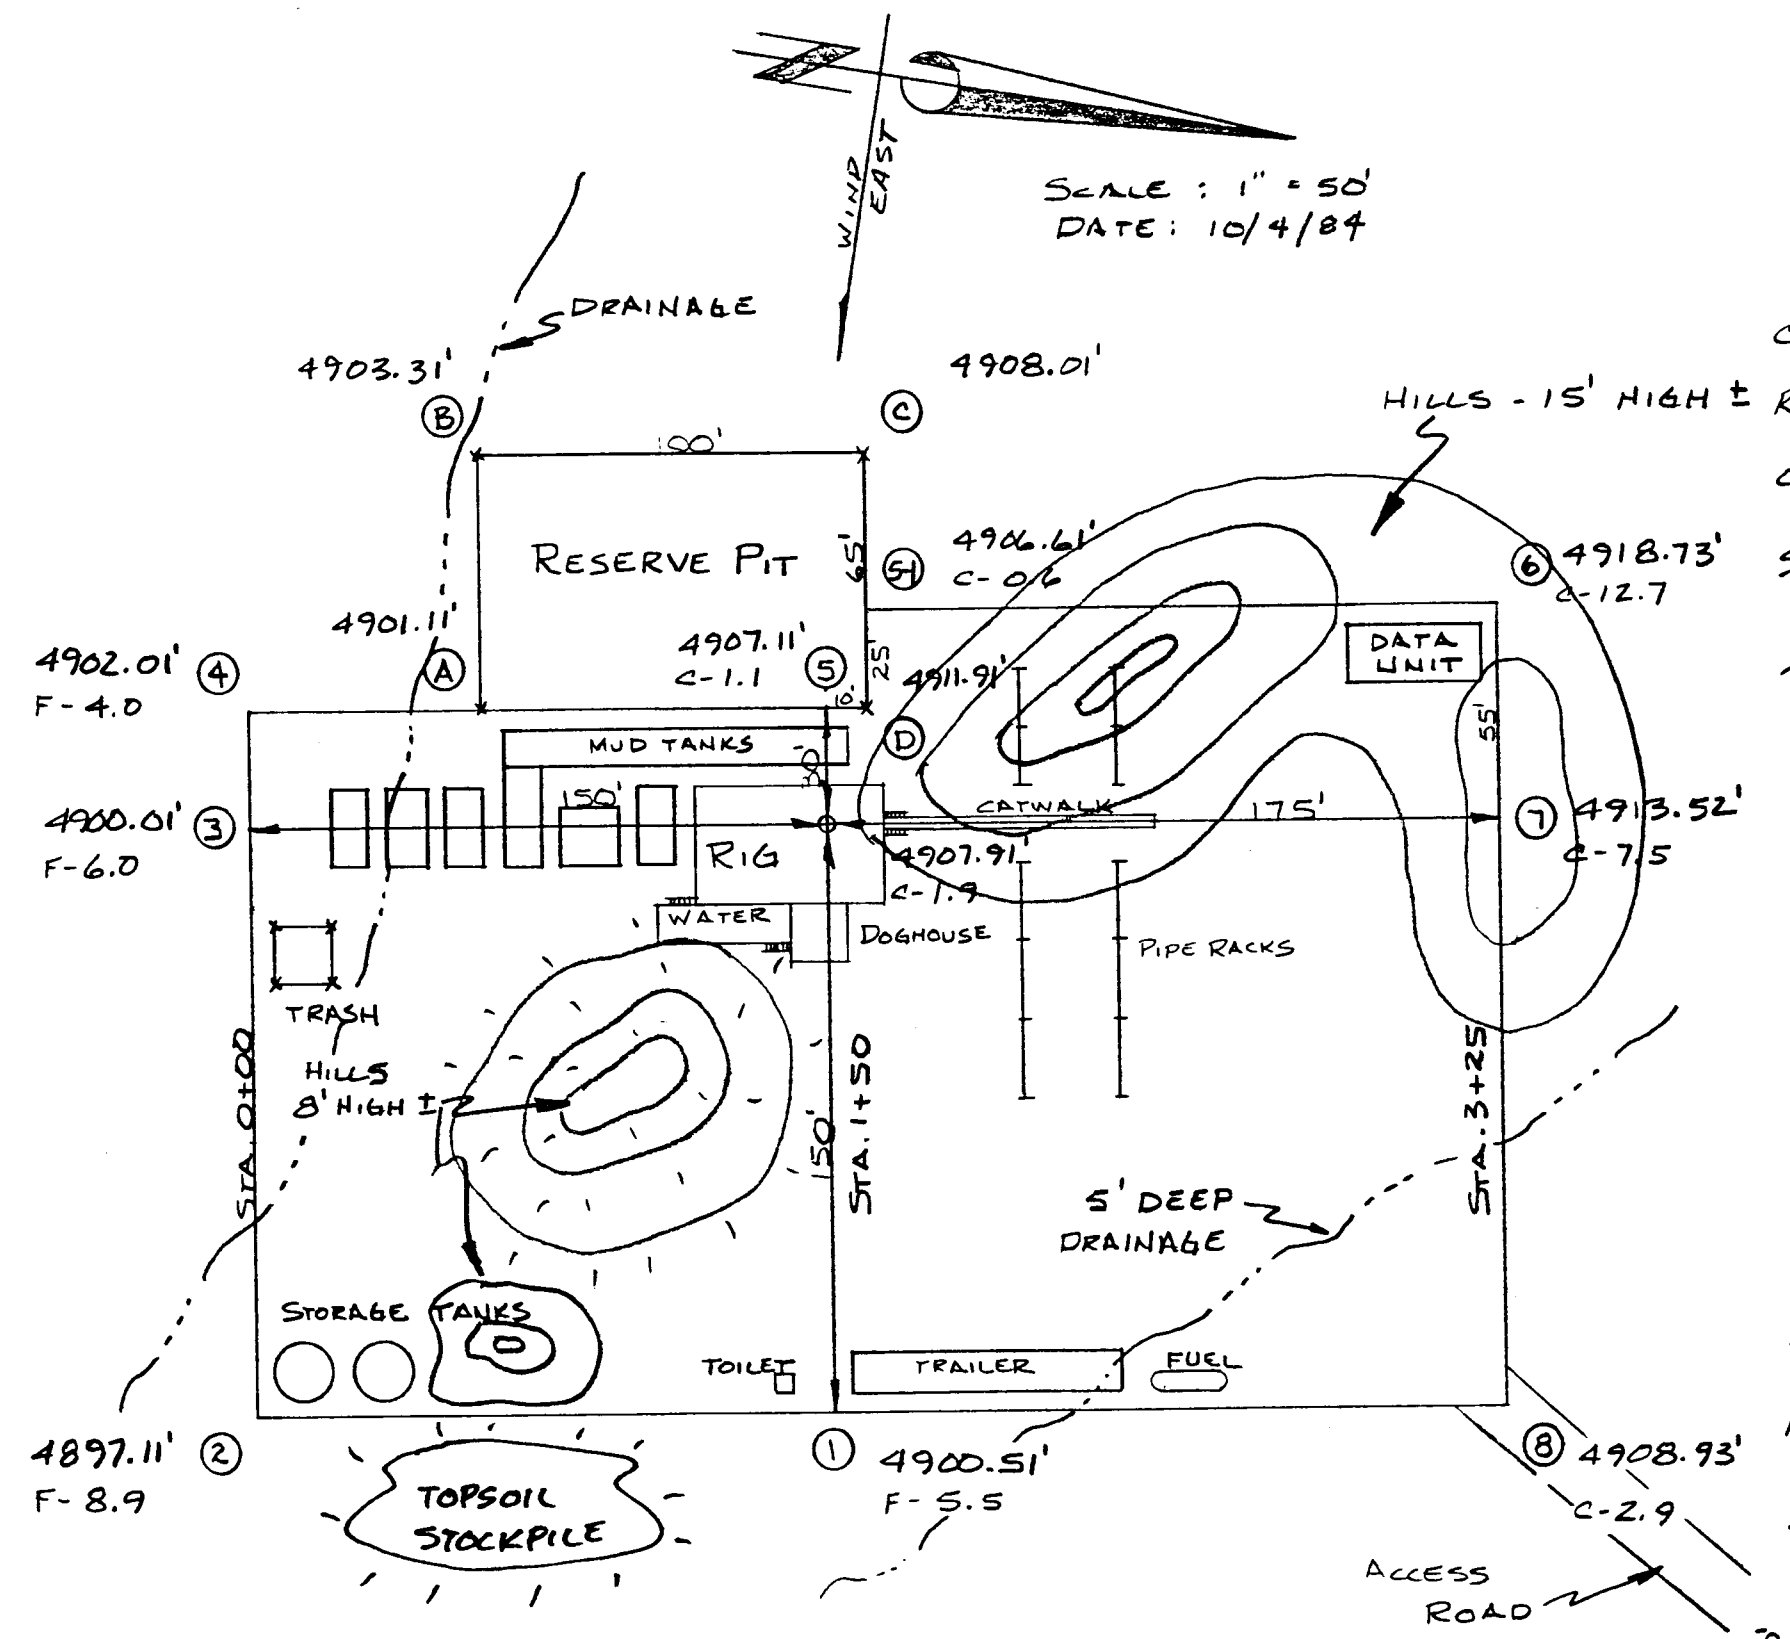 WIND
EAST
SCALE : 1" = 50'
DATE: 10/4/84
DRAINAGE
4903.31'
B
4908.01'
C
HILLS - 15' HIGH ±
100'
RESERVE PIT
65'
51
4906.61'
C- 0.6
6
4918.73'
C-12.7
4901.11'
A
4902.01'
4
F- 4.0
4907.11'
C-1.1
5
10'
25'
4911.91'
D
DATA
UNIT
55'
MUD TANKS
50'
150'
CATWALK
175'
4900.01'
3
F-6.0
RIG
7
4913.52'
C-7.5
4907.91'
C-1.9
WATER
DOGHOUSE
PIPE RACKS
TRASH
HILLS
8' HIGH ±
STA. 0+00
STA. 1+50
150'
STA. 3+25
5' DEEP
DRAINAGE
STORAGE TANKS
TOILET
TRAILER
FUEL
4897.11'
2
F- 8.9
1
4900.51'
F- 5.5
8
4908.93'
C-2.9
TOPSOIL
STOCKPILE
ACCESS
ROAD